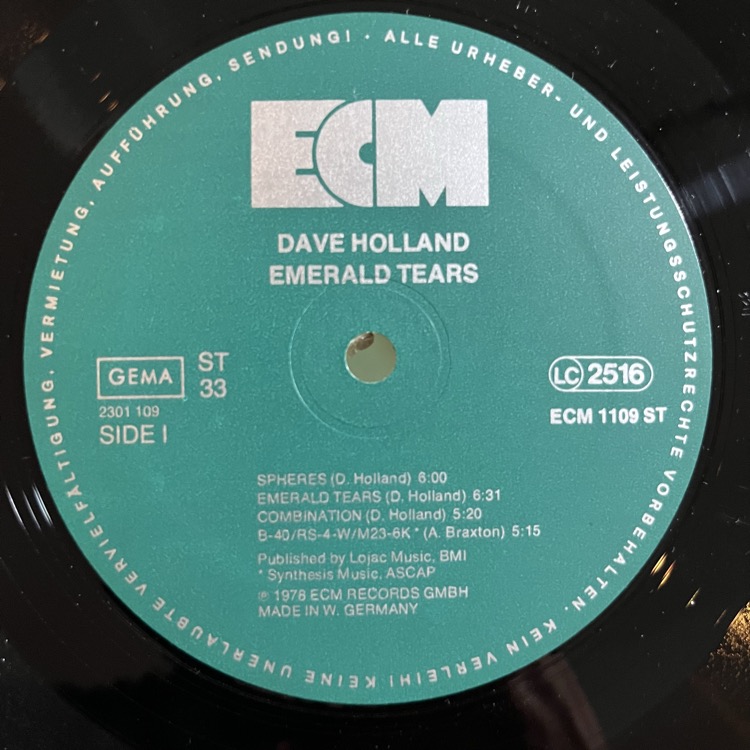 ALLE URHEBER- UND LEISTUNGSSCHUTZRECHTE VORBEHALTEN. KEIN VERLEIH! KEINE UNERLAUBTE VERVIELFÄLTIGUNG, VERMIETUNG, AUFFÜHRUNG, SENDUNG! ·
ECM
DAVE HOLLAND
EMERALD TEARS
GEMA
ST
33
2301 109
SIDE I
LC 2516
ECM 1109 ST
SPHERES (D. Holland) 6:00
EMERALD TEARS (D. Holland) 6:31
COMBINATION (D. Holland) 5:20
B-40/RS-4-W/M23-6K * (A. Braxton) 5:15
Published by Lojac Music, BMI
* Synthesis Music, ASCAP
℗ 1978 ECM RECORDS GMBH
MADE IN W. GERMANY